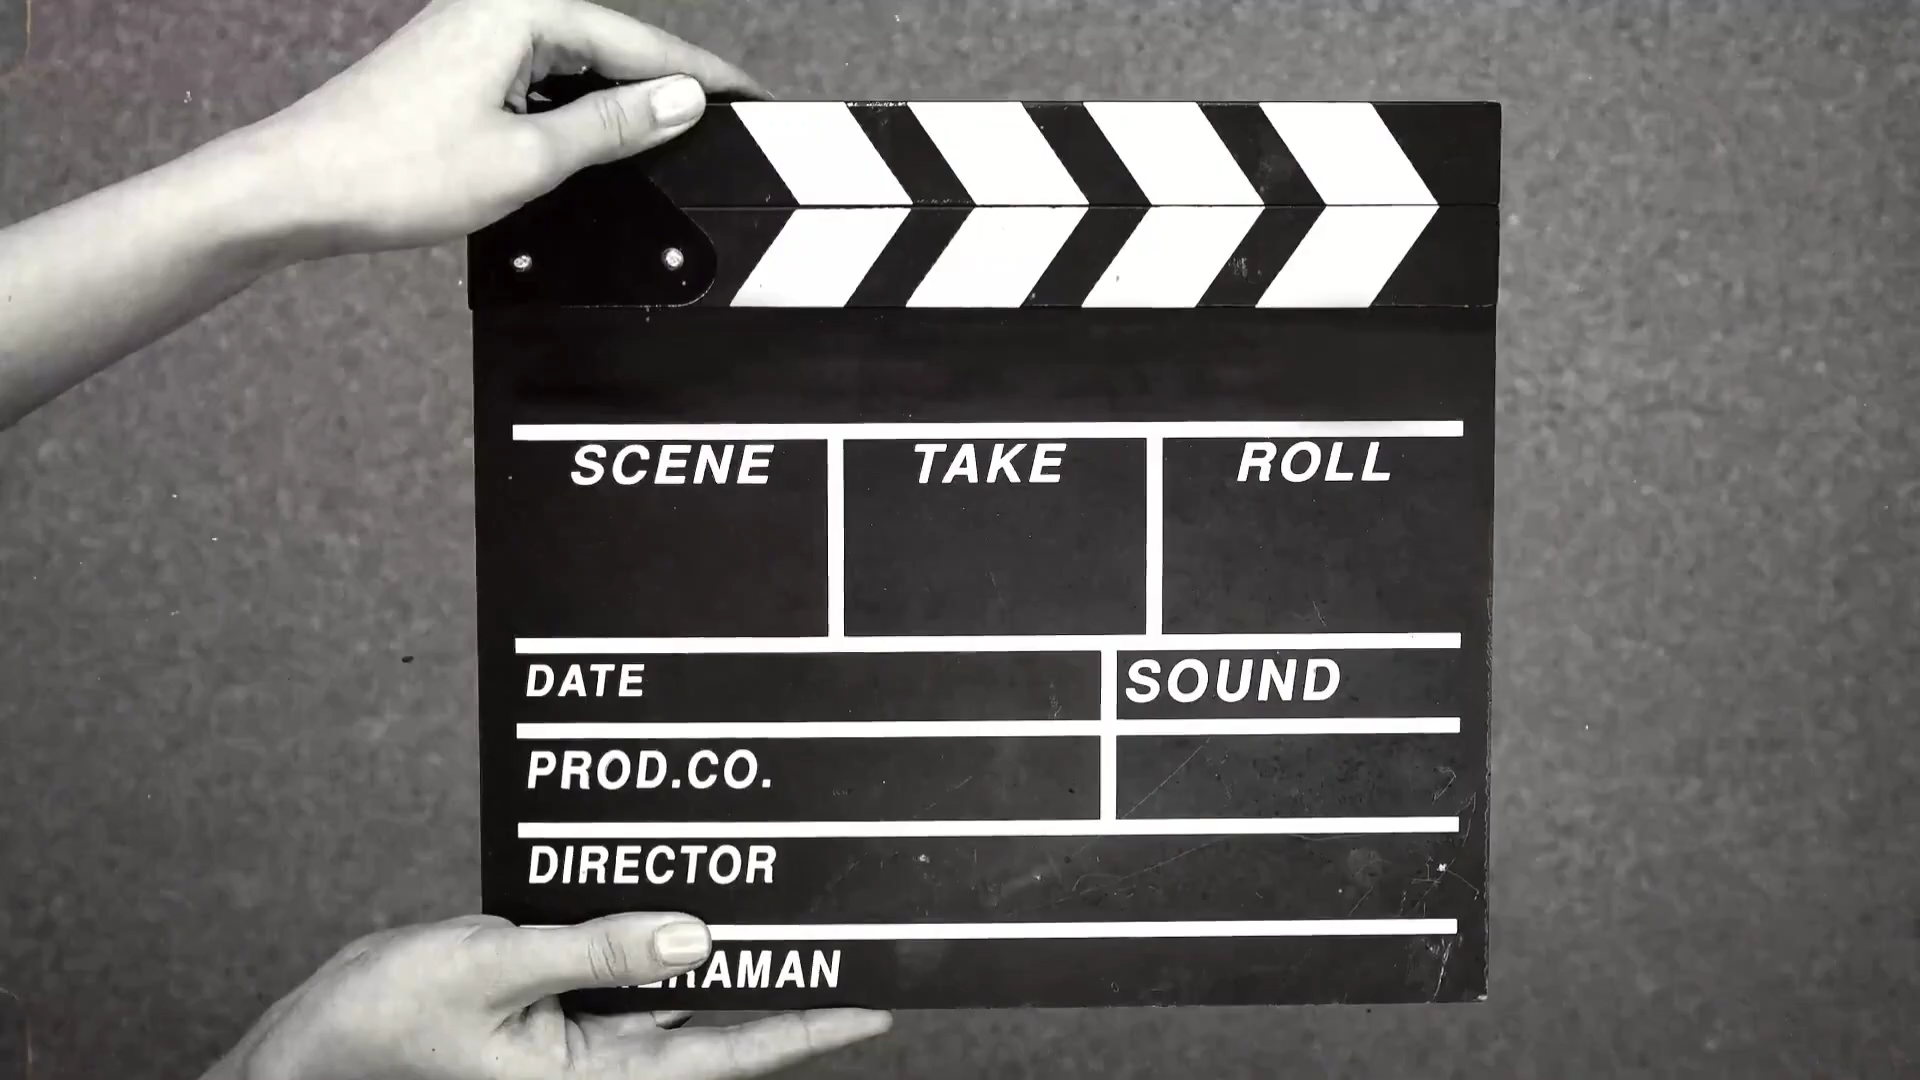 SCENE TAKE ROLL
DATE SOUND
PROD.CO.
DIRECTOR